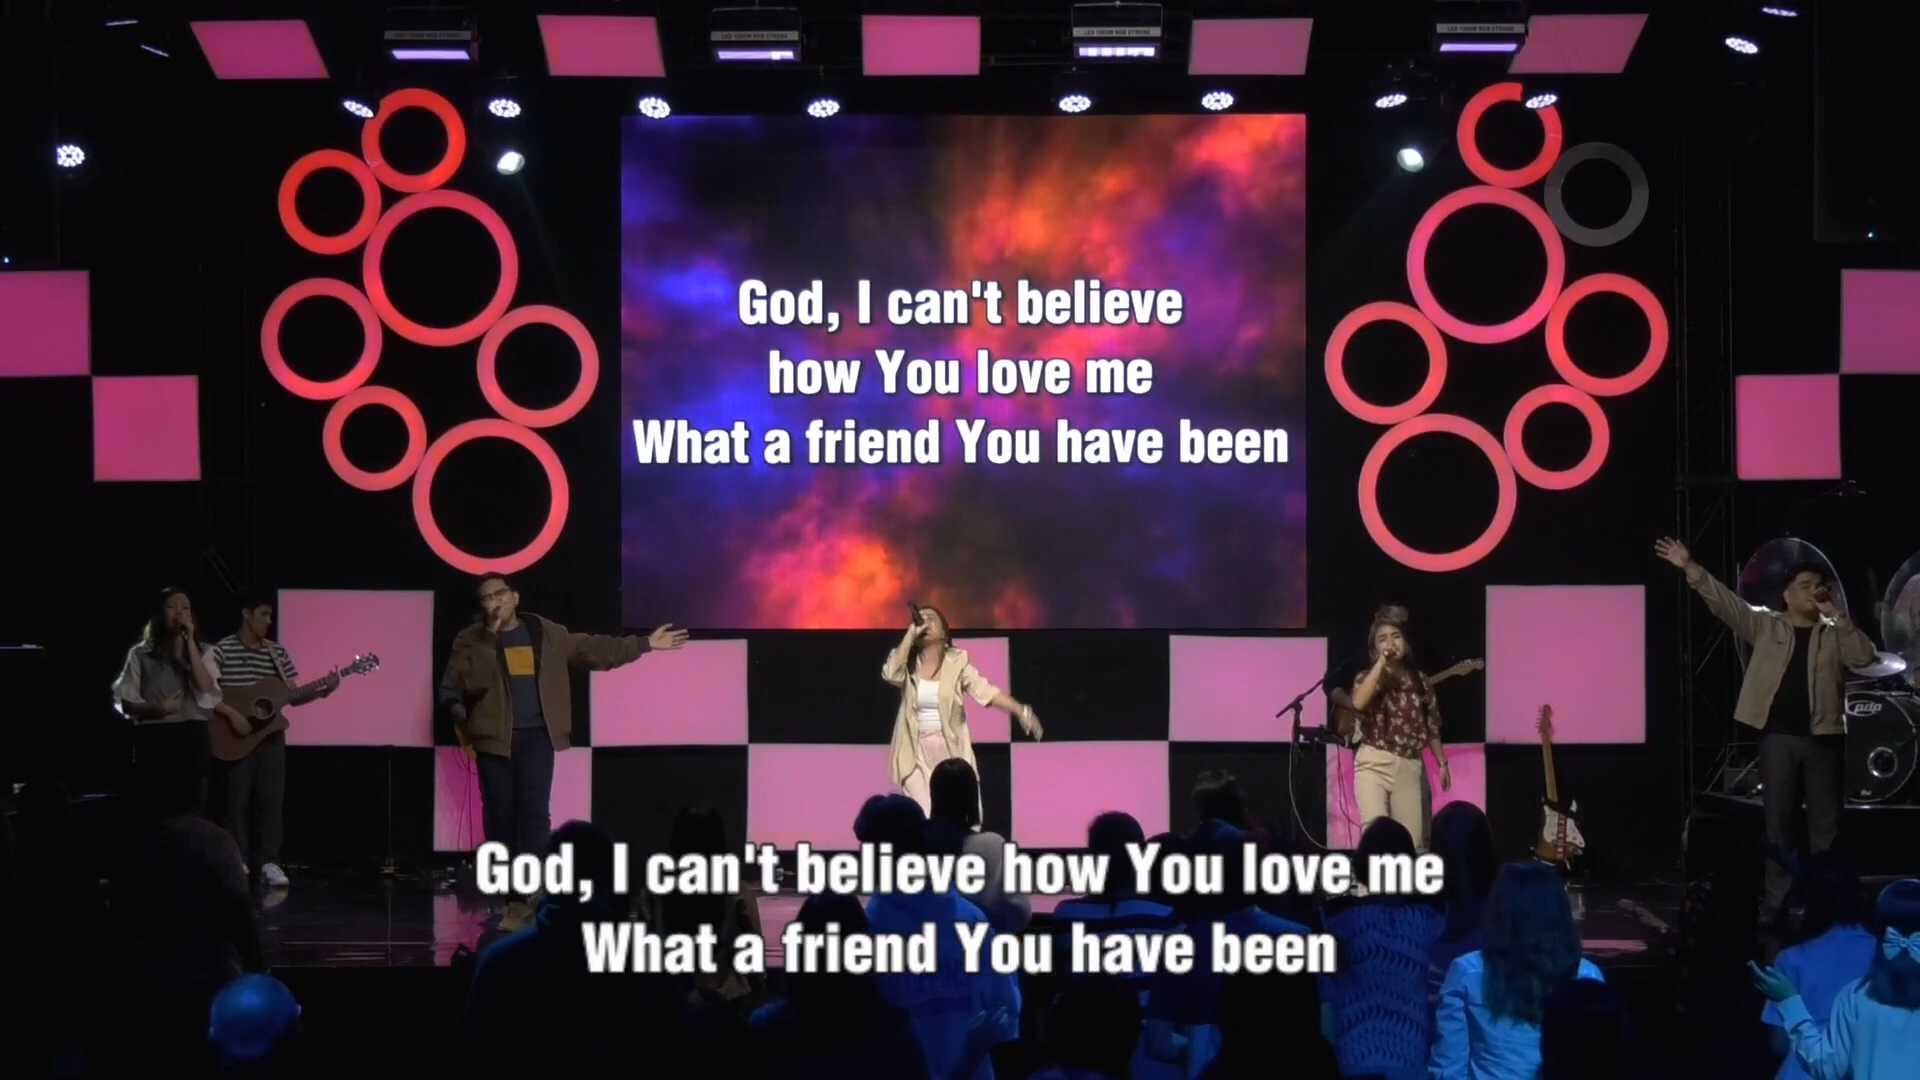 God, I can't believe
how You love me
What a friend You have been
pdp
God, I can't believe how You love me
What a friend You have been